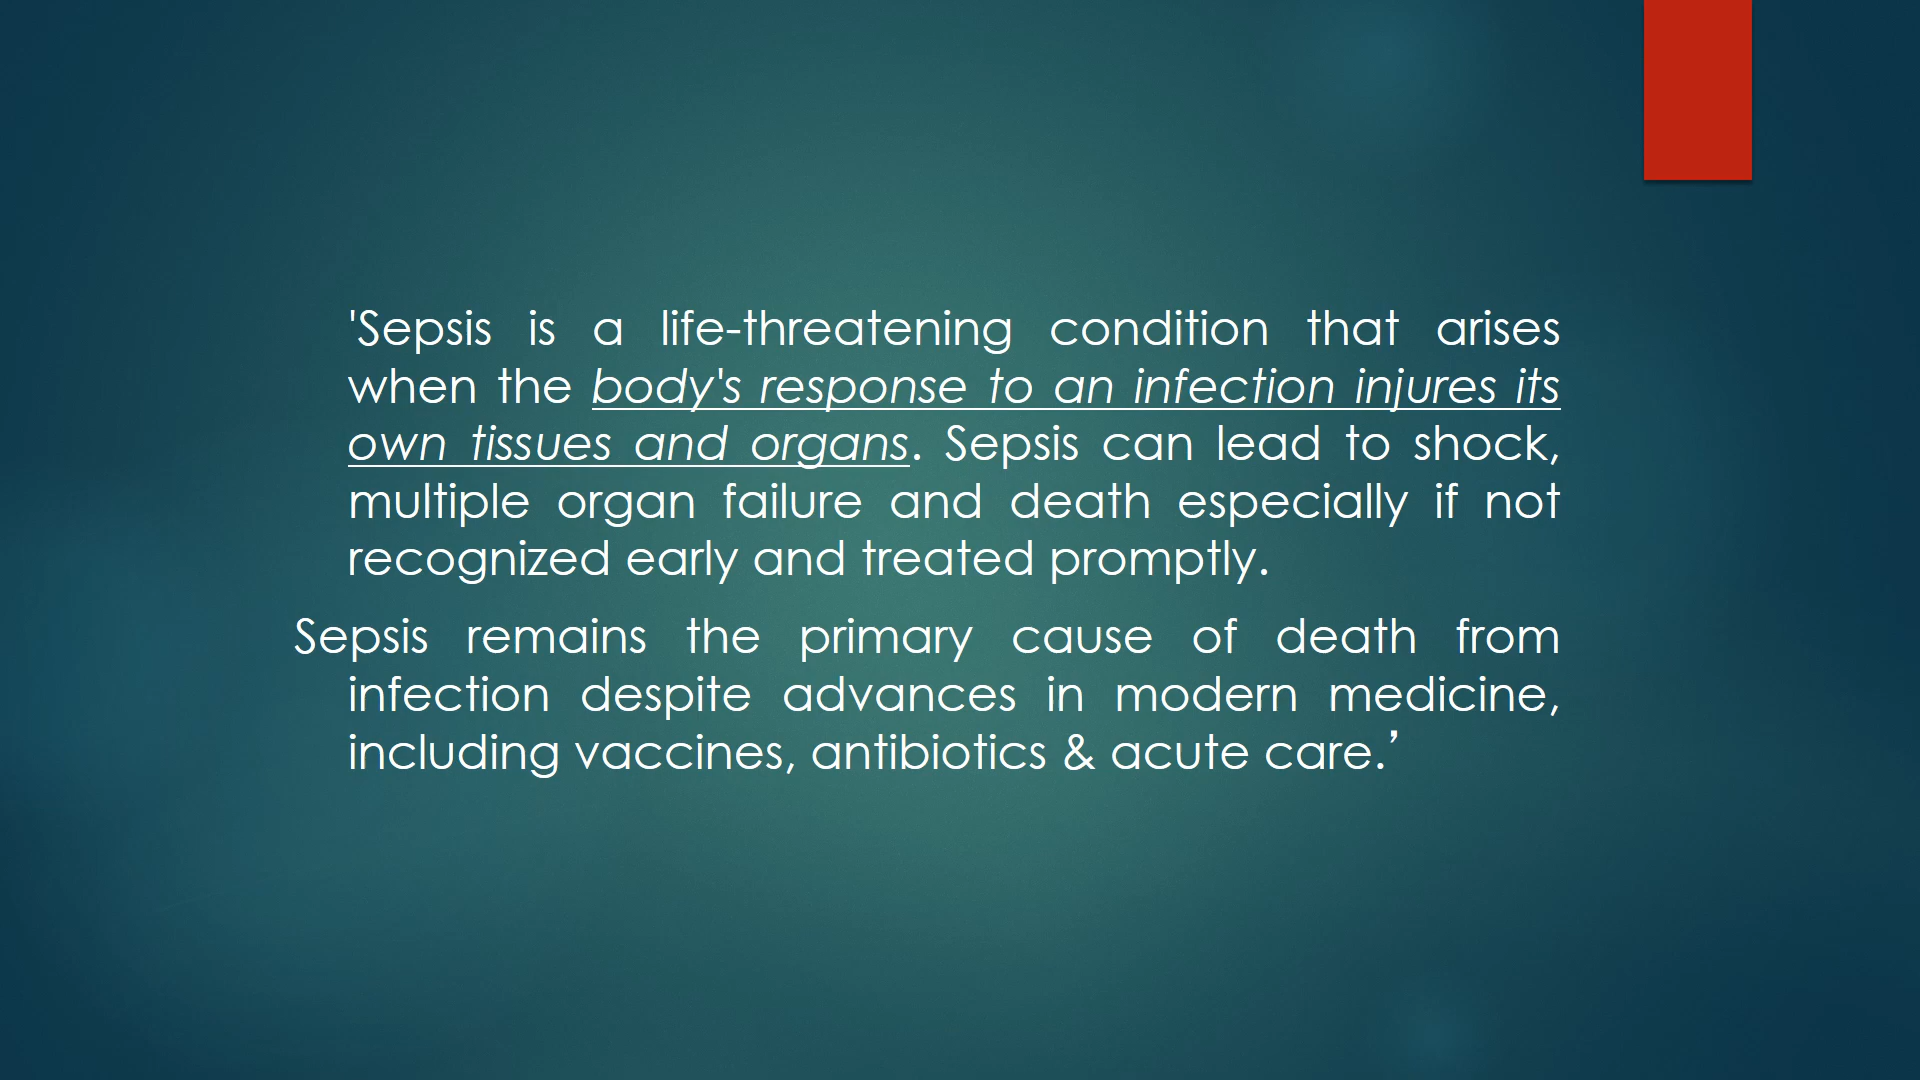 'Sepsis is a life-threatening condition that arises
when the body's response to an infection injures its
own tissues and organs. Sepsis can lead to shock,
multiple organ failure and death especially if not
recognized early and treated promptly.
Sepsis remains the primary cause of death from
infection despite advances in modern medicine,
including vaccines, antibiotics & acute care.’